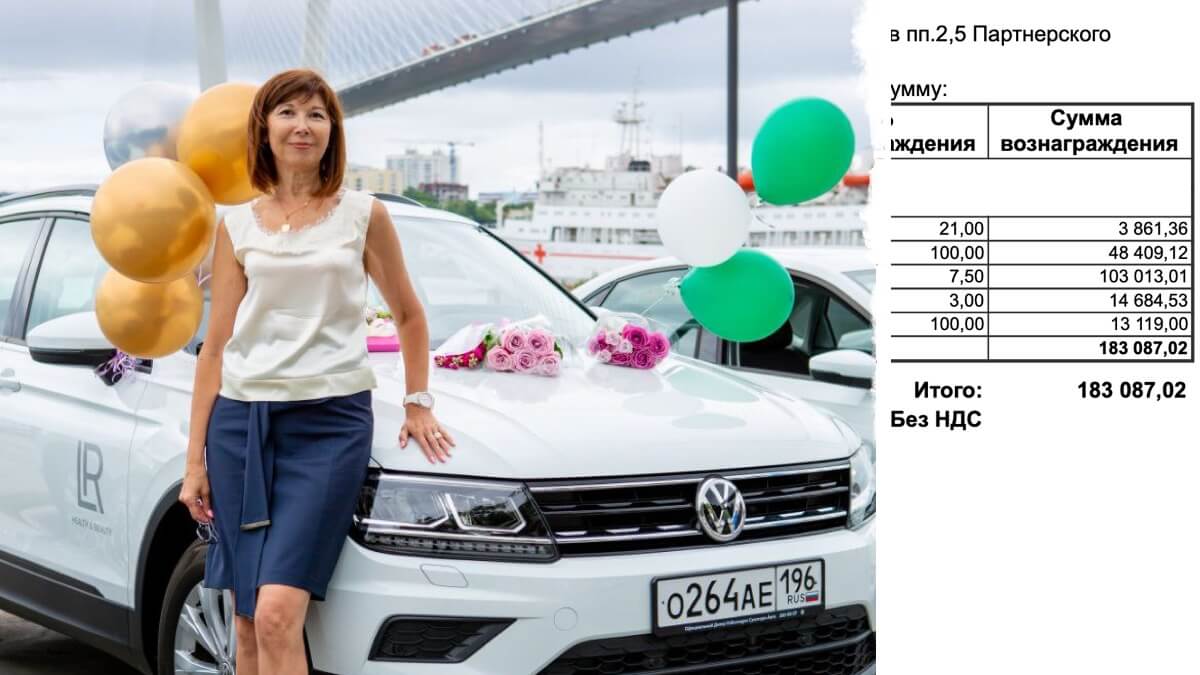 LR
HEALTH & BEAUTY
О264АЕ 196
RUS
в пп.2,5 Партнерского
умму:
аждения Сумма
вознаграждения
21,00 3 861,36
100,00 48 409,12
7,50 103 013,01
3,00 14 684,53
100,00 13 119,00
183 087,02
Итого: 183 087,02
Без НДС